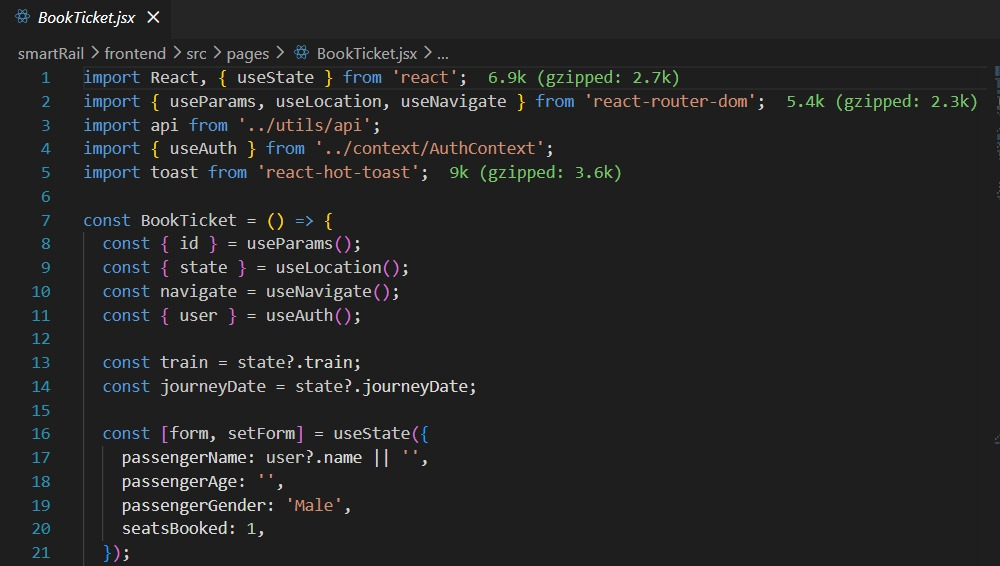 BookTicket.jsx
smartRail > frontend > src > pages > BookTicket.jsx > ...
1 import React, { useState } from 'react'; 6.9k (gzipped: 2.7k)
2 import { useParams, useLocation, useNavigate } from 'react-router-dom'; 5.4k (gzipped: 2.3k)
3 import api from '../utils/api';
4 import { useAuth } from '../context/AuthContext';
5 import toast from 'react-hot-toast'; 9k (gzipped: 3.6k)
6
7 const BookTicket = () => {
8   const { id } = useParams();
9   const { state } = useLocation();
10   const navigate = useNavigate();
11   const { user } = useAuth();
12
13   const train = state?.train;
14   const journeyDate = state?.journeyDate;
15
16   const [form, setForm] = useState({
17     passengerName: user?.name || '',
18     passengerAge: '',
19     passengerGender: 'Male',
20     seatsBooked: 1,
21   });